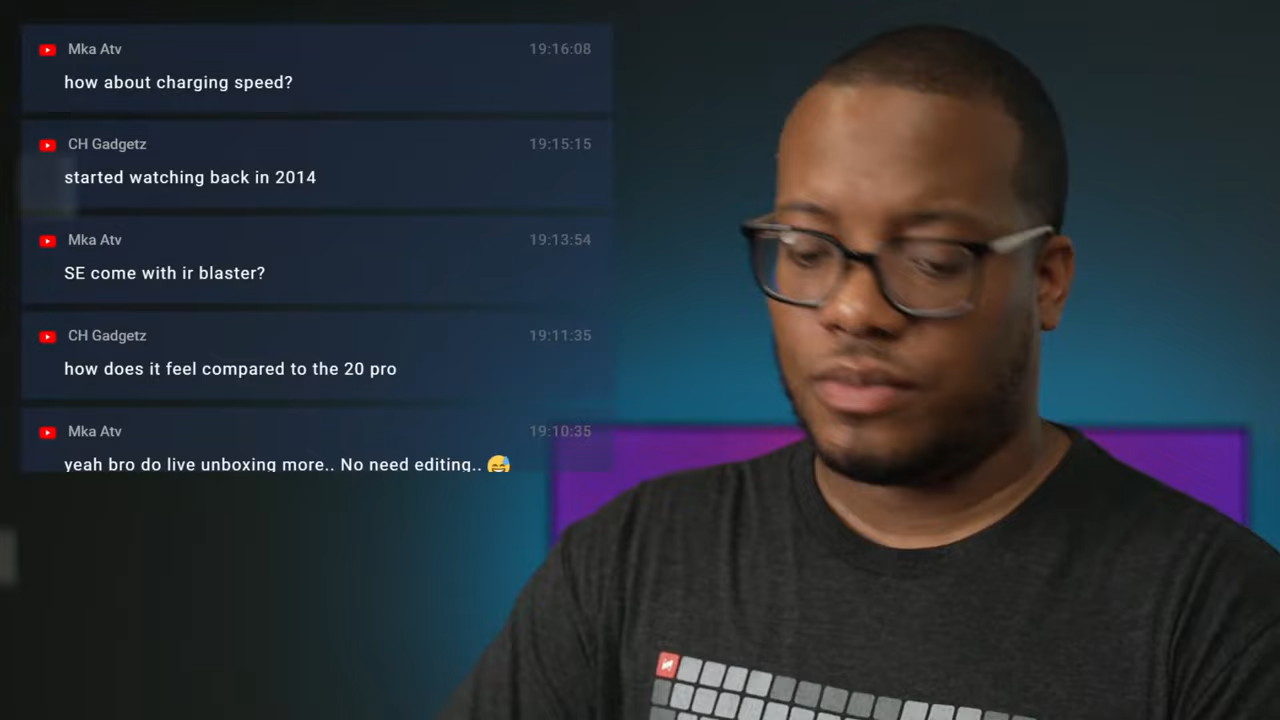 Mka Atv 19:16:08
how about charging speed?
CH Gadgetz 19:15:15
started watching back in 2014
Mka Atv 19:13:54
SE come with ir blaster?
CH Gadgetz 19:11:35
how does it feel compared to the 20 pro
Mka Atv 19:10:35
yeah bro do live unboxing more.. No need editing.. 😅